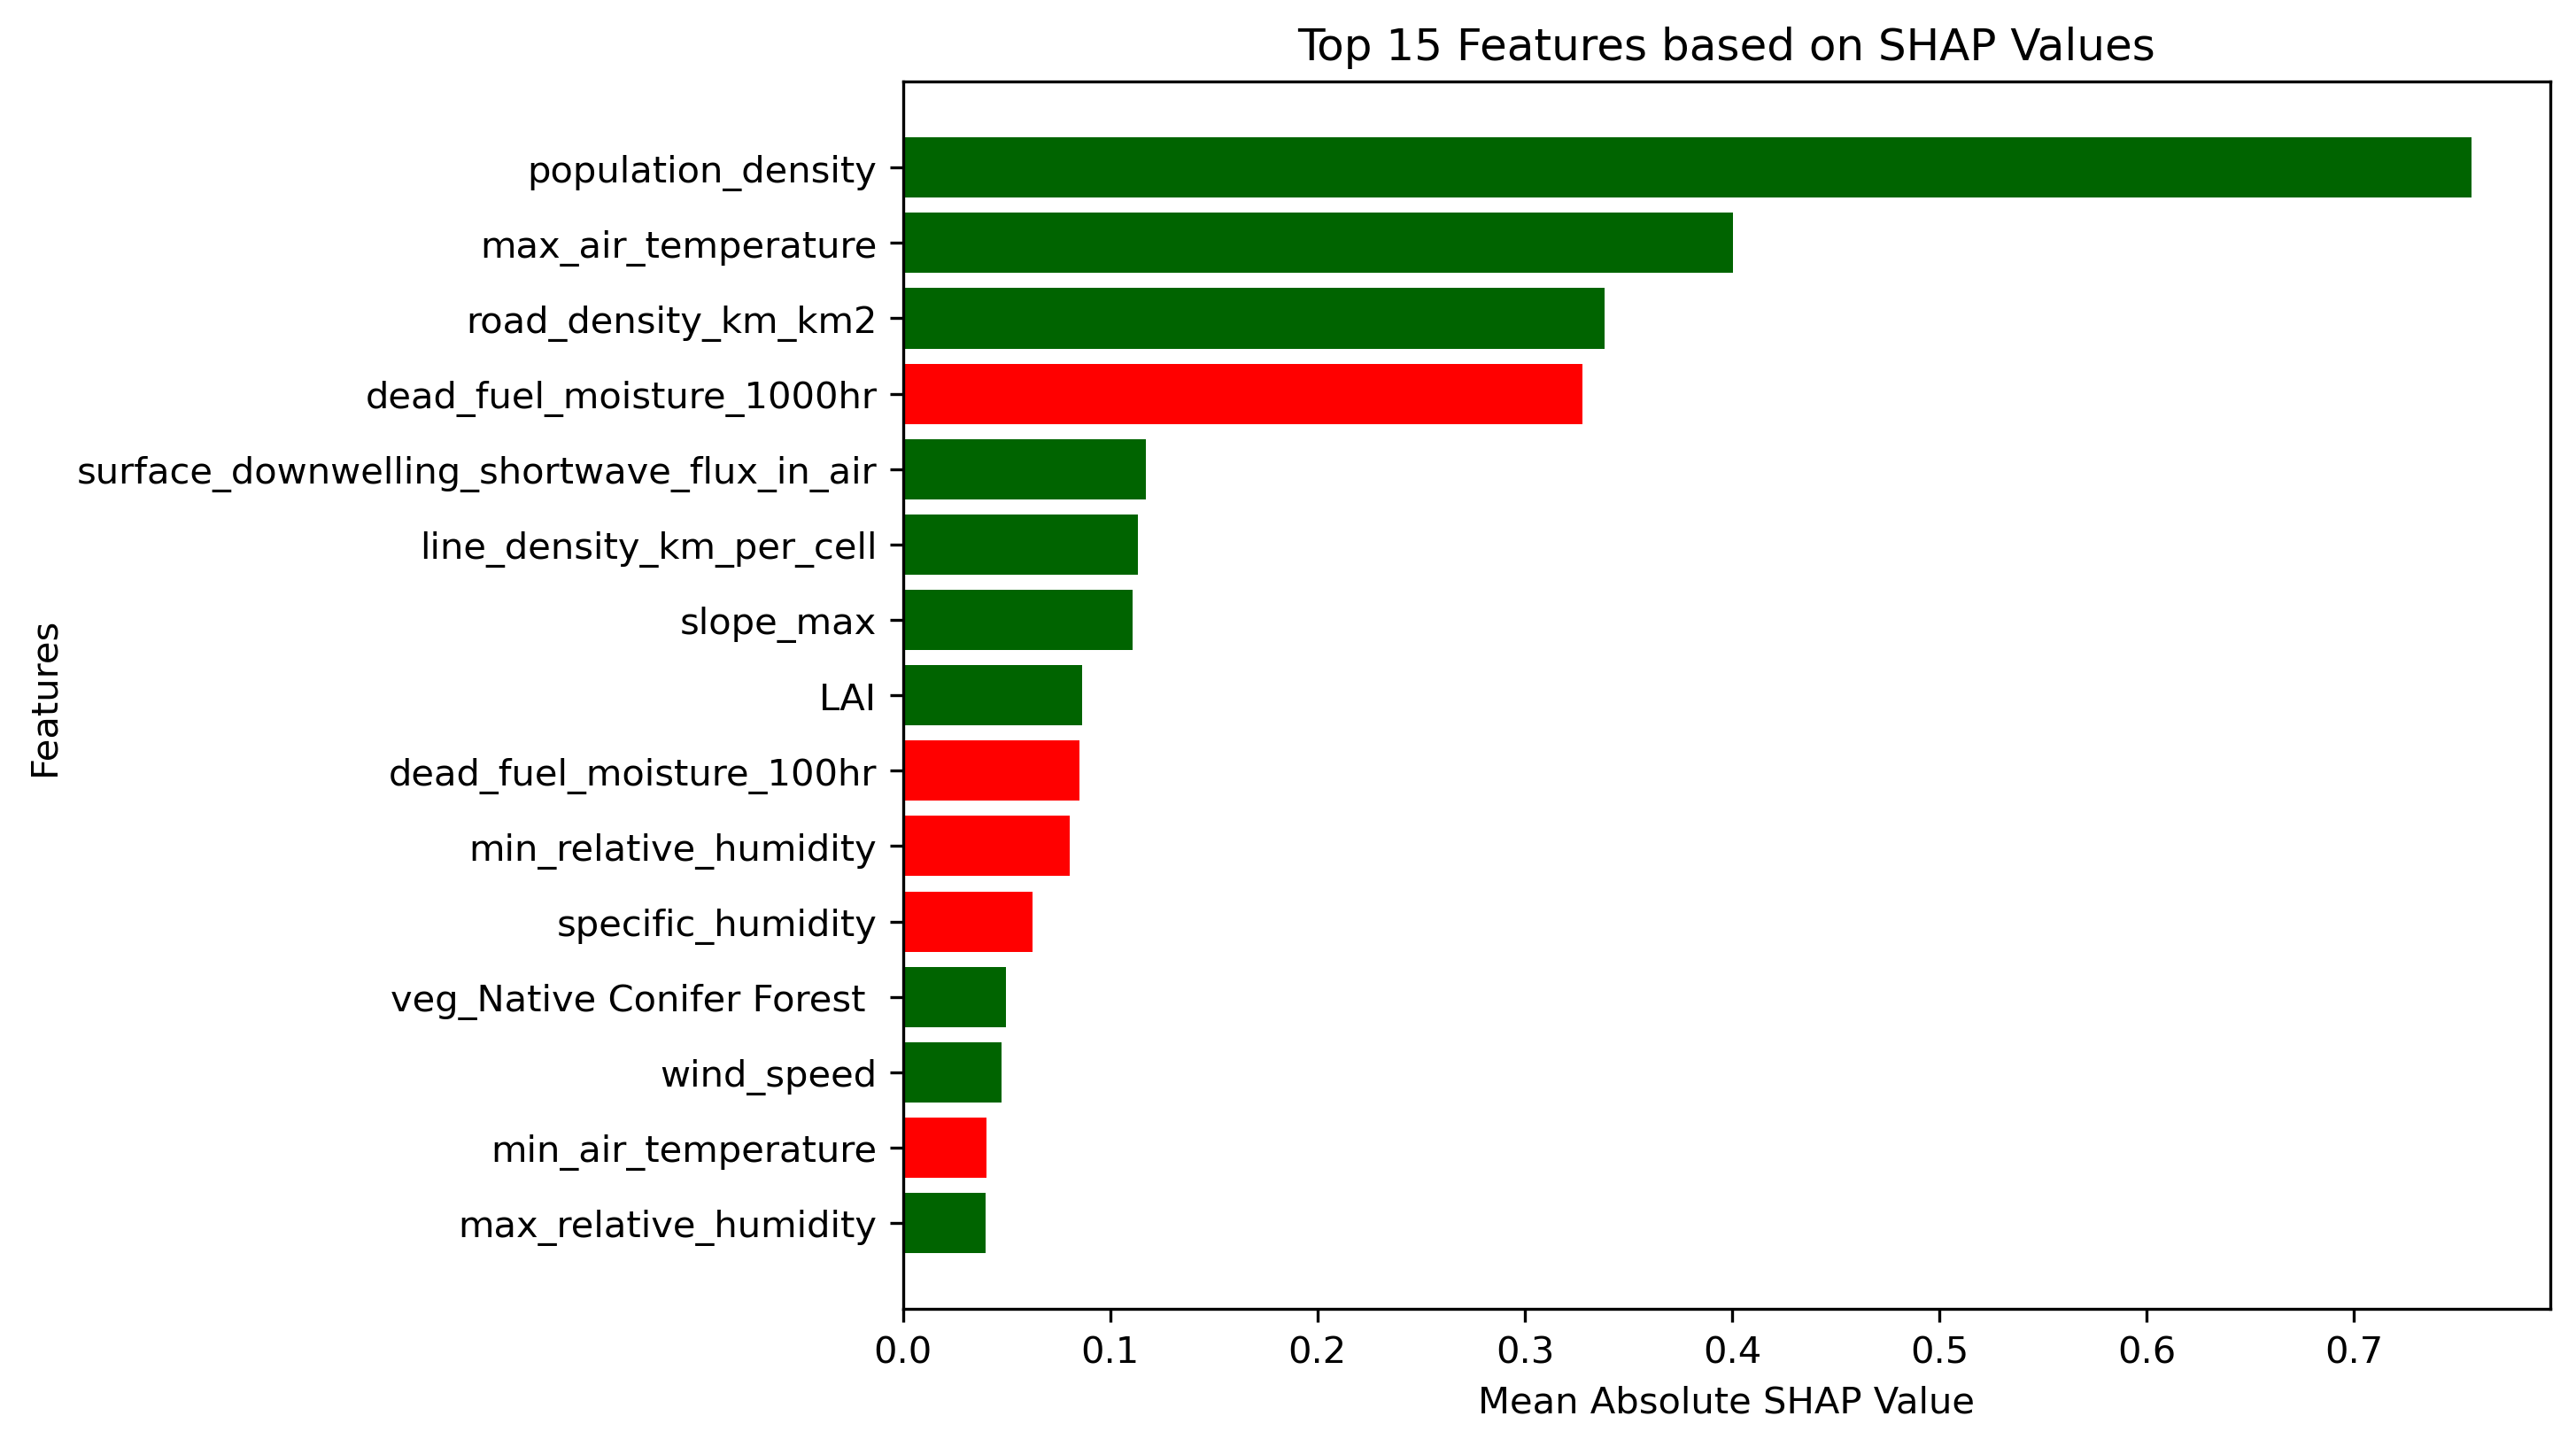 Top 15 Features based on SHAP Values
population_density
max_air_temperature
road_density_km_km2
dead_fuel_moisture_1000hr
surface_downwelling_shortwave_flux_in_air
line_density_km_per_cell
slope_max
LAI
dead_fuel_moisture_100hr
min_relative_humidity
specific_humidity
veg_Native Conifer Forest
wind_speed
min_air_temperature
max_relative_humidity
Features
0.0 0.1 0.2 0.3 0.4 0.5 0.6 0.7
Mean Absolute SHAP Value